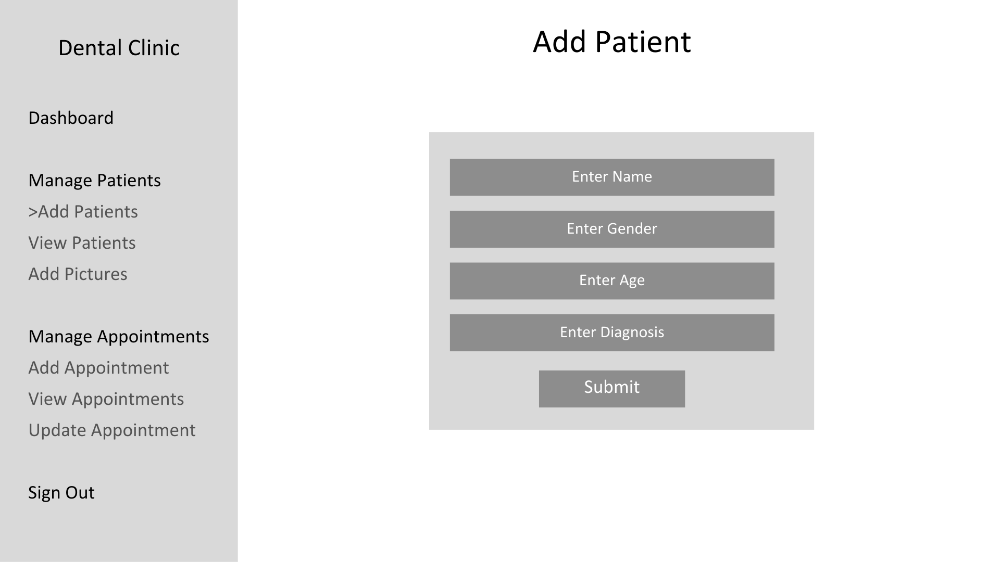 Dental Clinic
Dashboard
Manage Patients
>Add Patients
View Patients
Add Pictures
Manage Appointments
Add Appointment
View Appointments
Update Appointment
Sign Out
Add Patient
Enter Name
Enter Gender
Enter Age
Enter Diagnosis
Submit